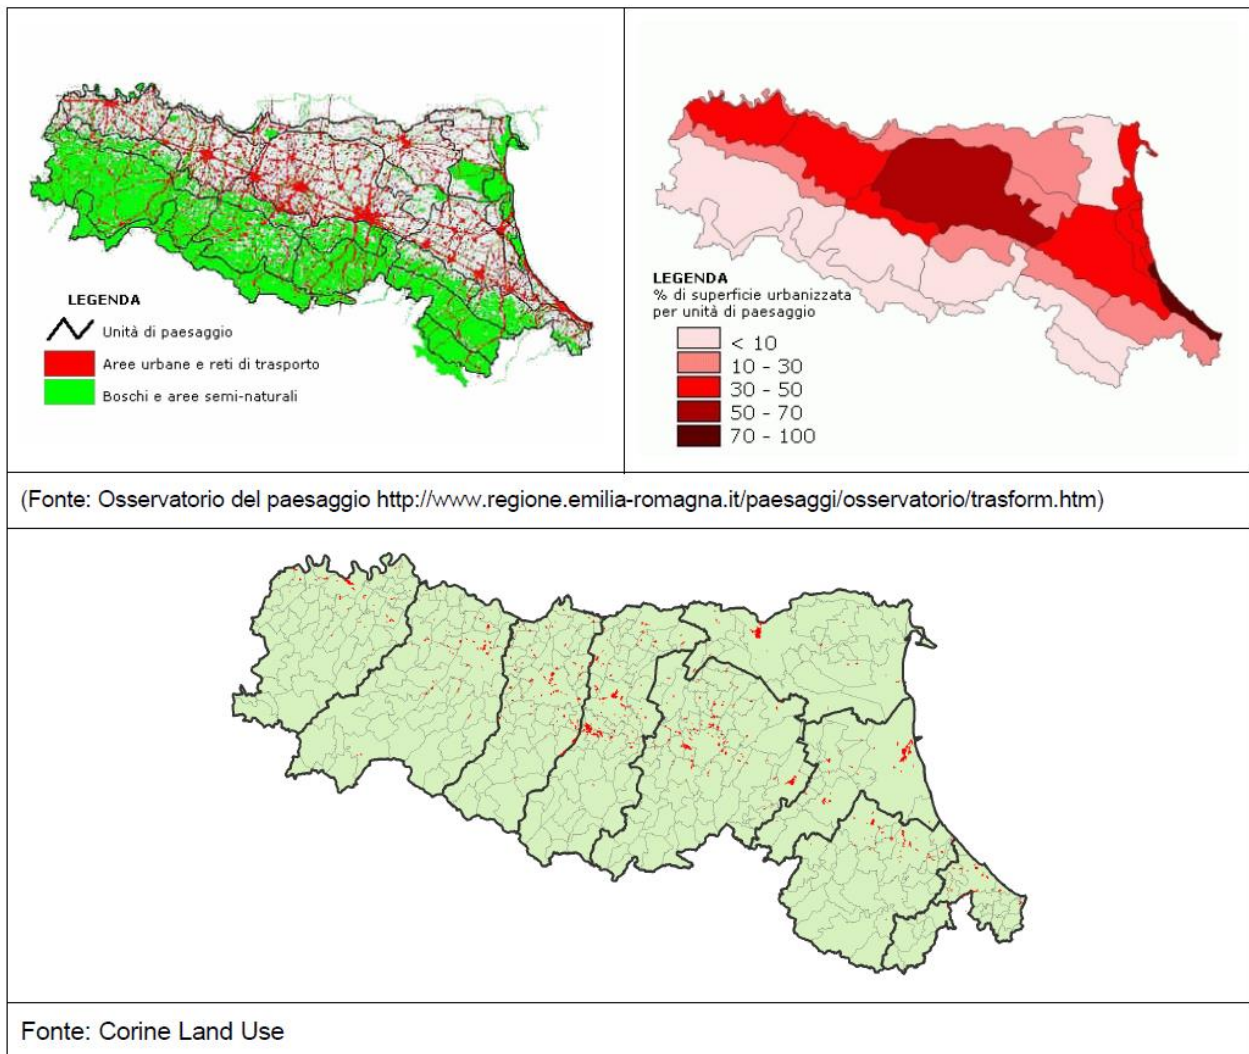 LEGENDA
Unità di paesaggio
Aree urbane e reti di trasporto
Boschi e aree semi-naturali
LEGENDA
% di superficie urbanizzata
per unità di paesaggio
< 10
10 - 30
30 - 50
50 - 70
70 - 100
(Fonte: Osservatorio del paesaggio http://www.regione.emilia-romagna.it/paesaggi/osservatorio/trasform.htm)
Fonte: Corine Land Use